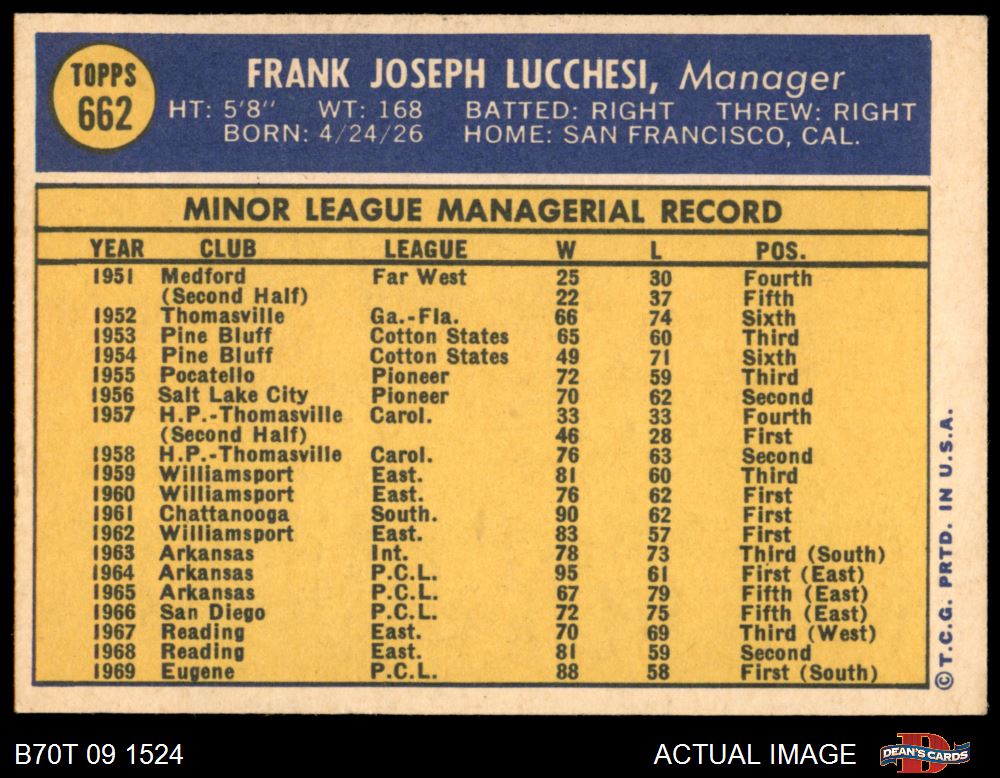 TOPPS
662
FRANK JOSEPH LUCCHESI, Manager
HT: 5'8" WT: 168 BATTED: RIGHT THREW: RIGHT
BORN: 4/24/26 HOME: SAN FRANCISCO, CAL.
MINOR LEAGUE MANAGERIAL RECORD
YEAR CLUB LEAGUE W L POS.
1951 Medford Far West 25 30 Fourth
(Second Half) 22 37 Fifth
1952 Thomasville Ga.-Fla. 66 74 Sixth
1953 Pine Bluff Cotton States 65 60 Third
1954 Pine Bluff Cotton States 49 71 Sixth
1955 Pocatello Pioneer 72 59 Third
1956 Salt Lake City Pioneer 70 62 Second
1957 H.P.-Thomasville Carol. 33 33 Fourth
(Second Half) 46 28 First
1958 H.P.-Thomasville Carol. 76 63 Second
1959 Williamsport East. 81 60 Third
1960 Williamsport East. 76 62 First
1961 Chattanooga South. 90 62 First
1962 Williamsport East. 83 57 First
1963 Arkansas Int. 78 73 Third (South)
1964 Arkansas P.C.L. 95 61 First (East)
1965 Arkansas P.C.L. 67 79 Fifth (East)
1966 San Diego P.C.L. 72 75 Fifth (East)
1967 Reading East. 70 69 Third (West)
1968 Reading East. 81 59 Second
1969 Eugene P.C.L. 88 58 First (South)
©T.C.G. PRTD. IN U.S.A.
B70T 09 1524
ACTUAL IMAGE
D
DEAN'S CARDS